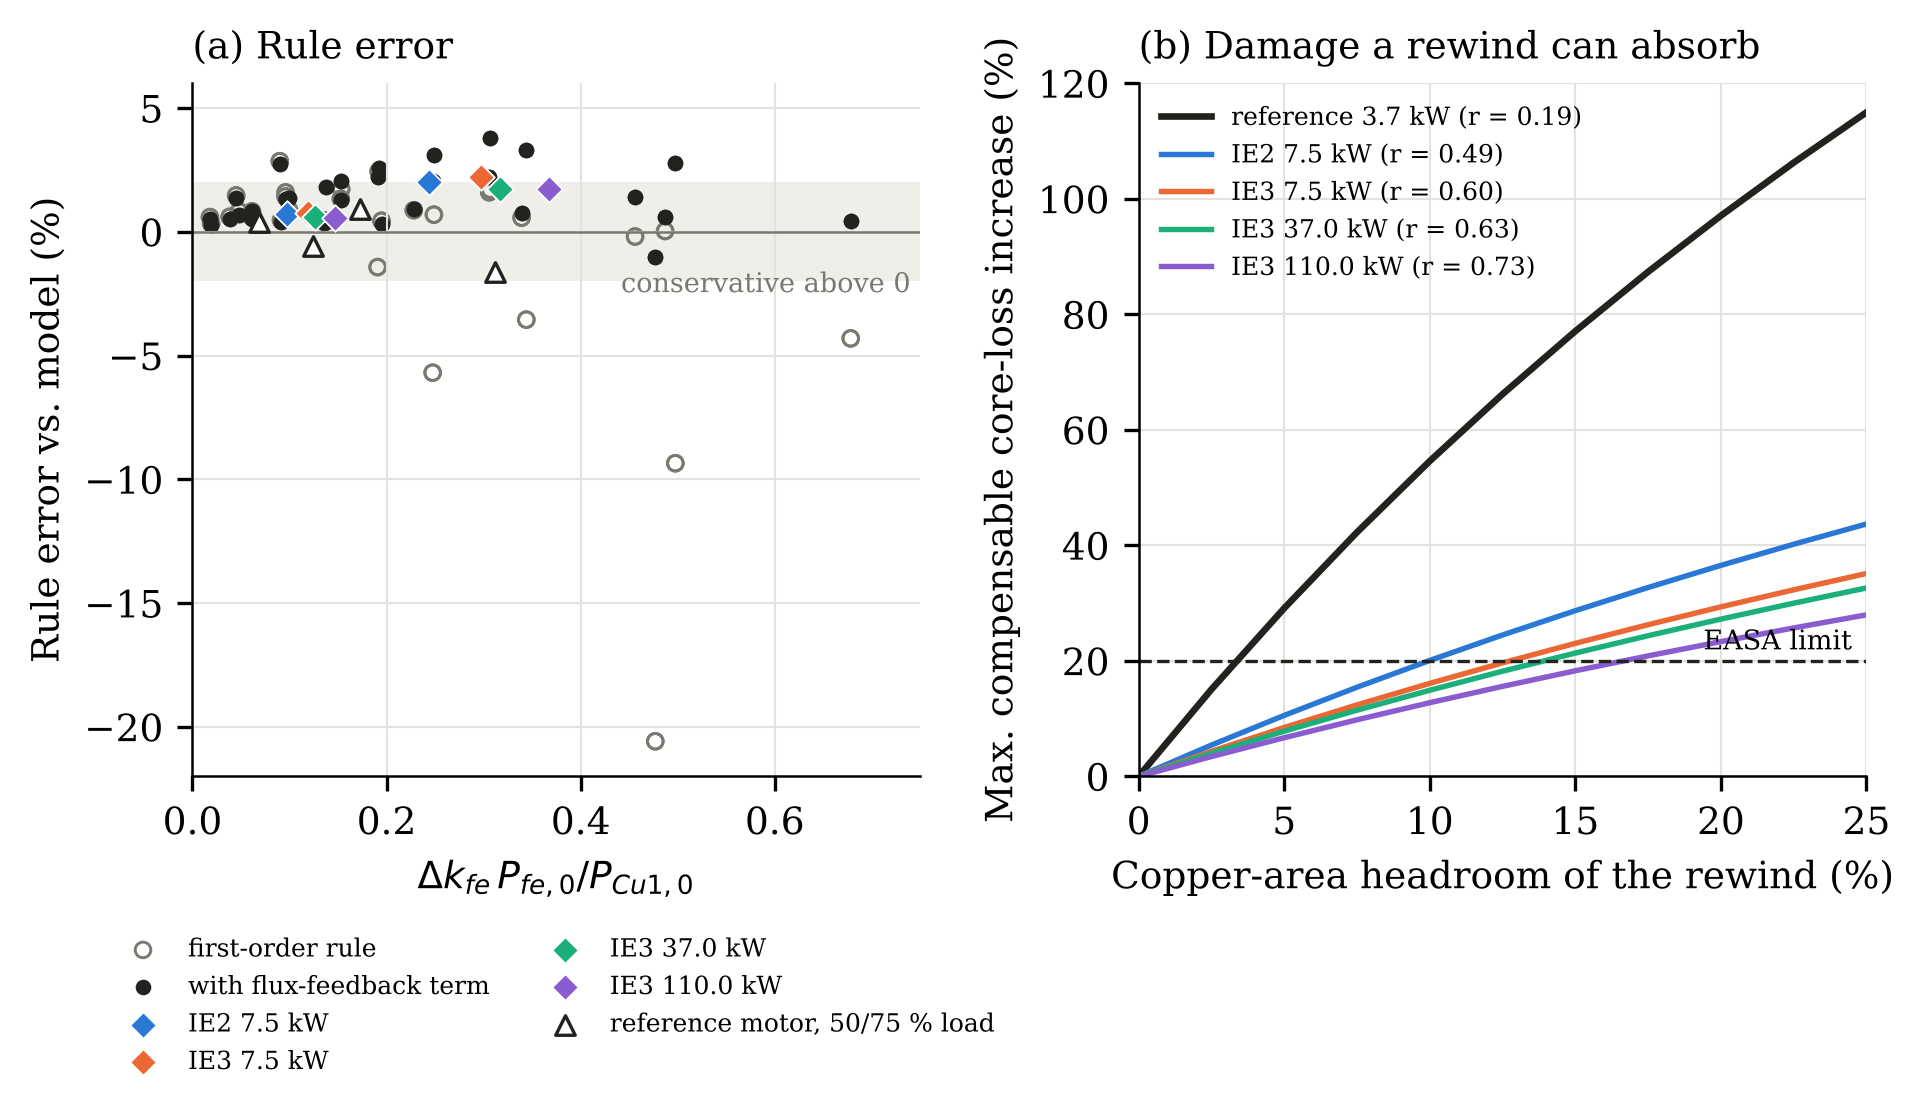 (a) Rule error
Rule error vs. model (%)
5
0
−5
−10
−15
−20
conservative above 0
0.0 0.2 0.4 0.6
Δk_fe P_fe,0/P_Cu1,0
first-order rule
with flux-feedback term
IE2 7.5 kW
IE3 7.5 kW
IE3 37.0 kW
IE3 110.0 kW
reference motor, 50/75 % load
(b) Damage a rewind can absorb
Max. compensable core-loss increase (%)
120
100
80
60
40
20
0
reference 3.7 kW (r = 0.19)
IE2 7.5 kW (r = 0.49)
IE3 7.5 kW (r = 0.60)
IE3 37.0 kW (r = 0.63)
IE3 110.0 kW (r = 0.73)
EASA limit
0 5 10 15 20 25
Copper-area headroom of the rewind (%)